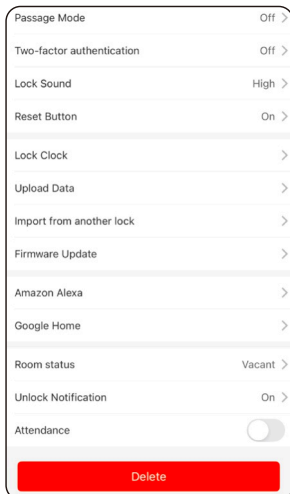 Passage Mode Off
Two-factor authentication Off
Lock Sound High
Reset Button On
Lock Clock
Upload Data
Import from another lock
Firmware Update
Amazon Alexa
Google Home
Room status Vacant
Unlock Notification On
Attendance
Delete